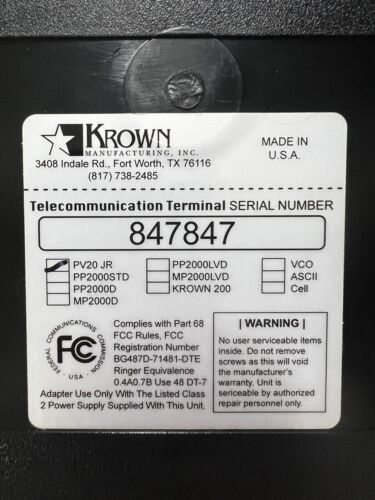 KROWN
MANUFACTURING, INC.
3408 Indale Rd., Fort Worth, TX 76116
(817) 738-2485
MADE IN
U.S.A.
Telecommunication Terminal SERIAL NUMBER
847847
PV20 JR
PP2000STD
PP2000D
MP2000D
PP2000LVD
MP2000LVD
KROWN 200
VCO
ASCII
Cell
FEDERAL COMMUNICATIONS COMMISSION
FCC
· USA ·
Complies with Part 68
FCC Rules, FCC
Registration Number
BG487D-71481-DTE
Ringer Equivalence
0.4A0.7B Use 48 DT-7
Adapter Use Only With The Listed Class
2 Power Supply Supplied With This Unit.
| WARNING |
No user serviceable items
inside. Do not remove
screws as this will void
the manufacturer's
warranty. Unit is
sericeable by authorized
repair personnel only.